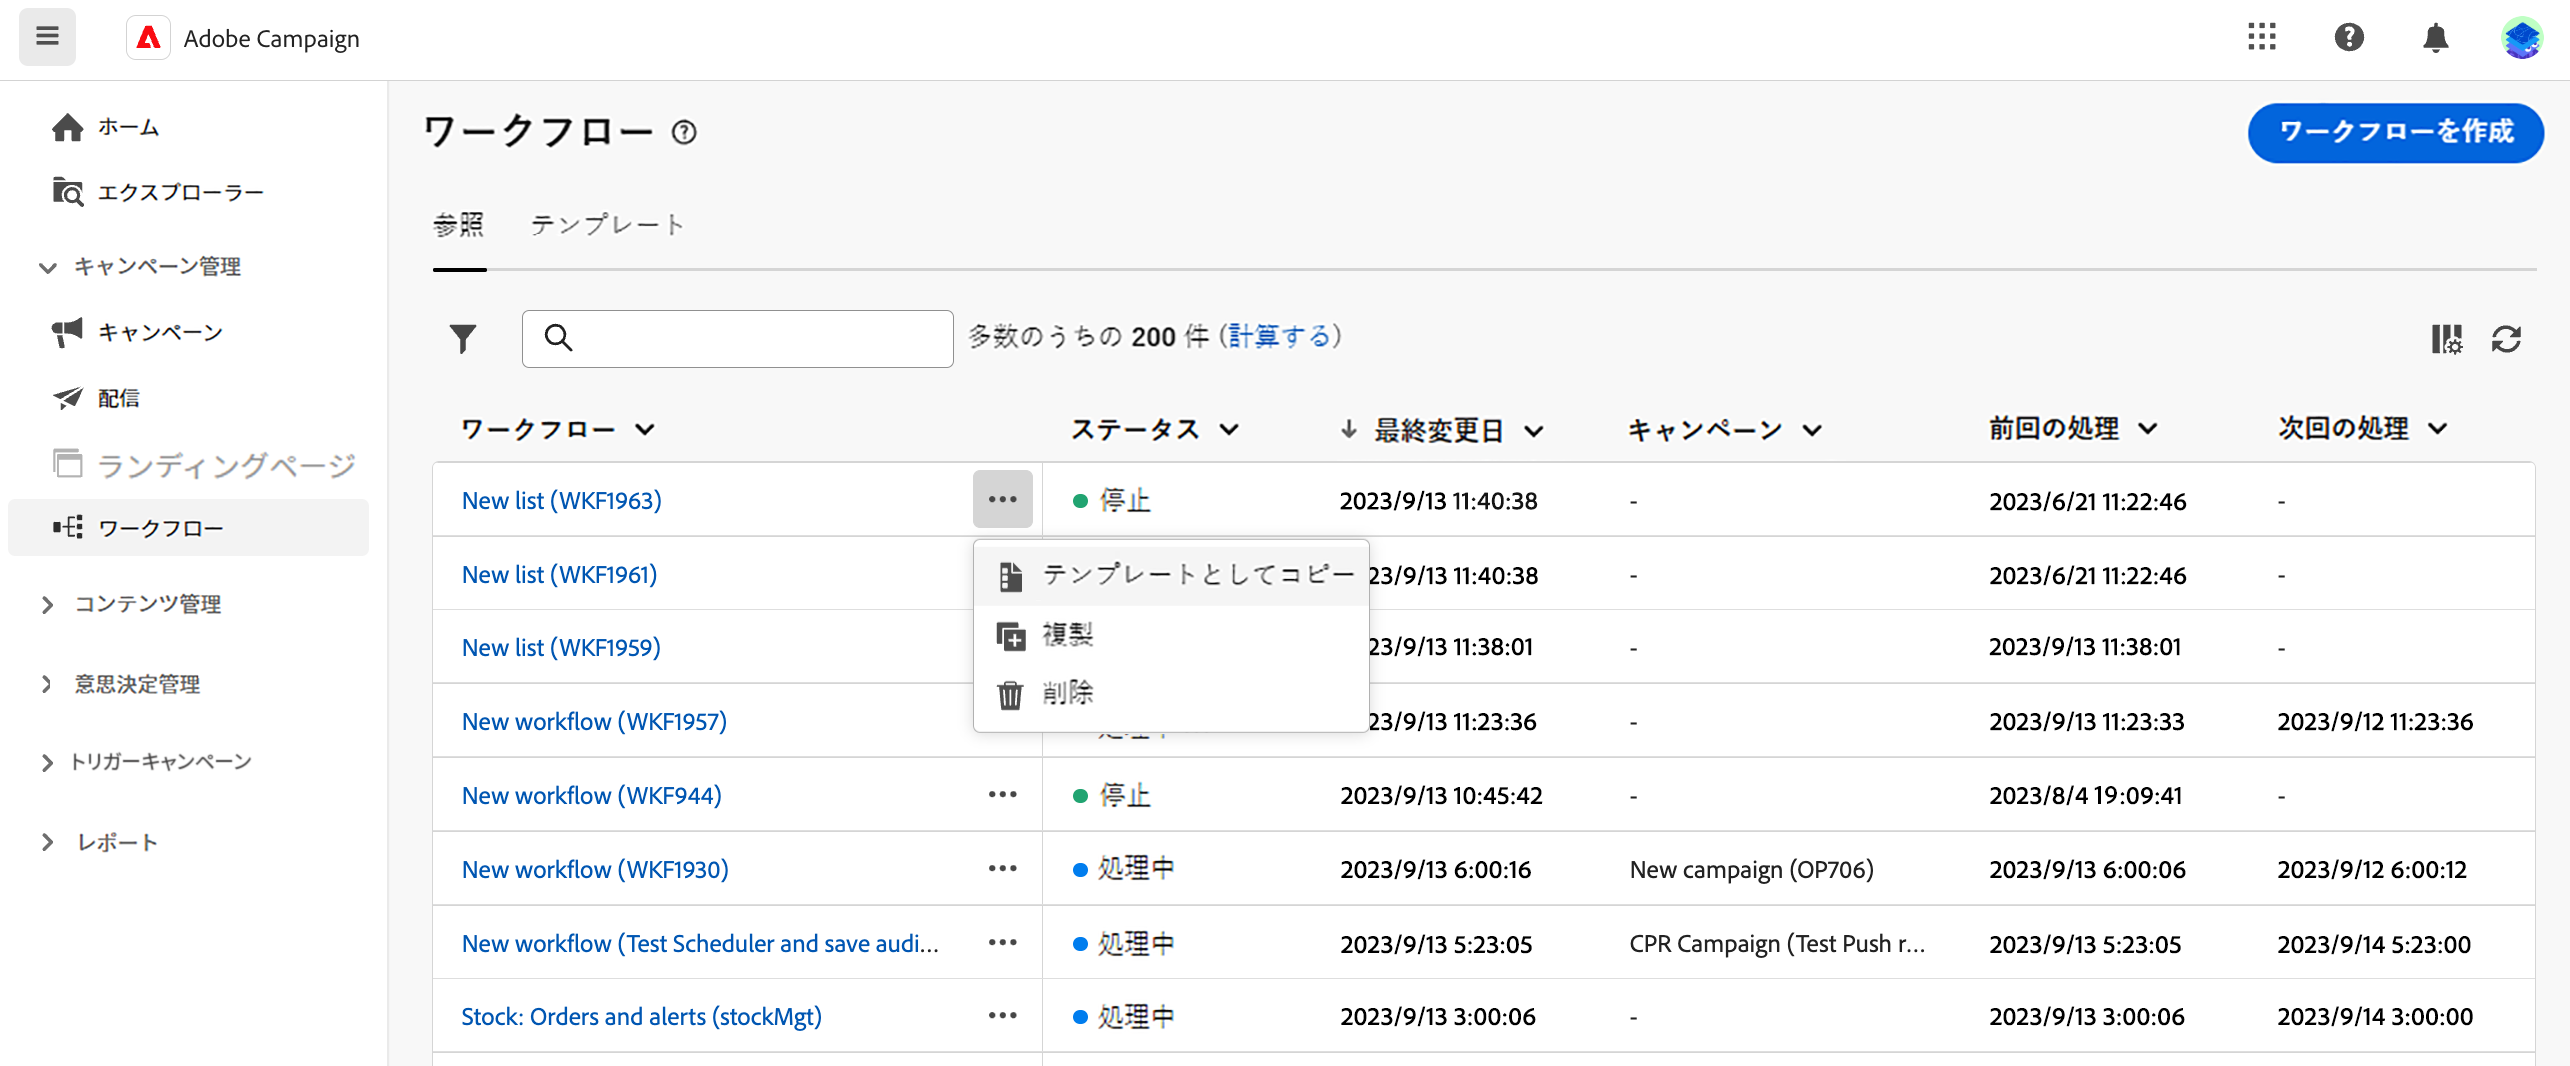 Adobe Campaign
ホーム
エクスプローラー
キャンペーン管理
キャンペーン
配信
ランディングページ
ワークフロー
コンテンツ管理
意思決定管理
トリガーキャンペーン
レポート
ワークフロー
ワークフローを作成
参照 テンプレート
多数のうちの 200 件 (計算する)
ワークフロー ステータス 最終変更日 キャンペーン 前回の処理 次回の処理
New list (WKF1963) 停止 2023/9/13 11:40:38 - 2023/6/21 11:22:46 -
New list (WKF1961) 23/9/13 11:40:38 - 2023/6/21 11:22:46 -
New list (WKF1959) 23/9/13 11:38:01 - 2023/9/13 11:38:01 -
New workflow (WKF1957) 23/9/13 11:23:36 - 2023/9/13 11:23:33 2023/9/12 11:23:36
テンプレートとしてコピー
複製
削除
New workflow (WKF944) 停止 2023/9/13 10:45:42 - 2023/8/4 19:09:41 -
New workflow (WKF1930) 処理中 2023/9/13 6:00:16 New campaign (OP706) 2023/9/13 6:00:06 2023/9/12 6:00:12
New workflow (Test Scheduler and save audi... 処理中 2023/9/13 5:23:05 CPR Campaign (Test Push r... 2023/9/13 5:23:05 2023/9/14 5:23:00
Stock: Orders and alerts (stockMgt) 処理中 2023/9/13 3:00:06 - 2023/9/13 3:00:06 2023/9/14 3:00:00